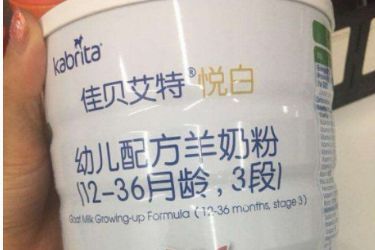 kabrita
佳贝艾特®悦白
幼儿配方羊奶粉
(12-36月龄，3段)
Goat Milk Growing-up Formula (12-36 months, stage 3)